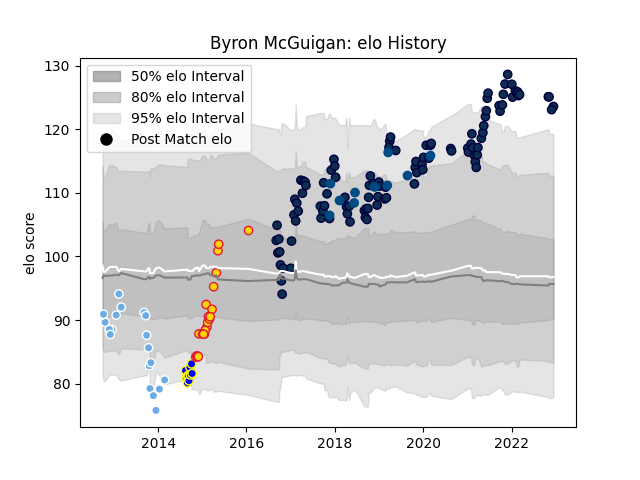 Byron McGuigan: elo History
50% elo Interval
80% elo Interval
95% elo Interval
Post Match elo
elo score
130
120
110
100
90
80
2014
2016
2018
2020
2022